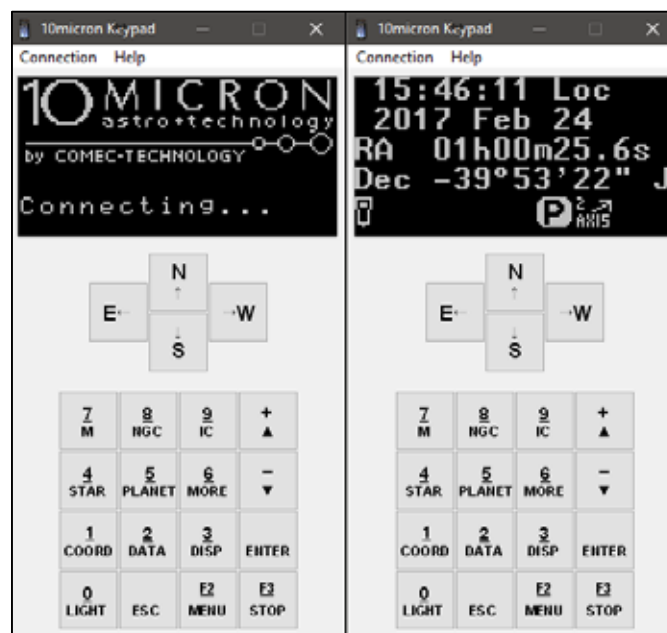 10micron Keypad
Connection Help
10 MICRON
astro+technology
by COMEC-TECHNOLOGY
Connecting...
N
E W
S
7 8 9 +
M NGC IC
4 5 6 −
STAR PLANET MORE
1 2 3
COORD DATA DISP ENTER
0 F2 F3
LIGHT ESC MENU STOP
10micron Keypad
Connection Help
15:46:11 Loc
2017 Feb 24
RA 01h00m25.6s
Dec -39°53'22" J
P 2 AXIS
N
E W
S
7 8 9 +
M NGC IC
4 5 6 −
STAR PLANET MORE
1 2 3
COORD DATA DISP ENTER
0 F2 F3
LIGHT ESC MENU STOP